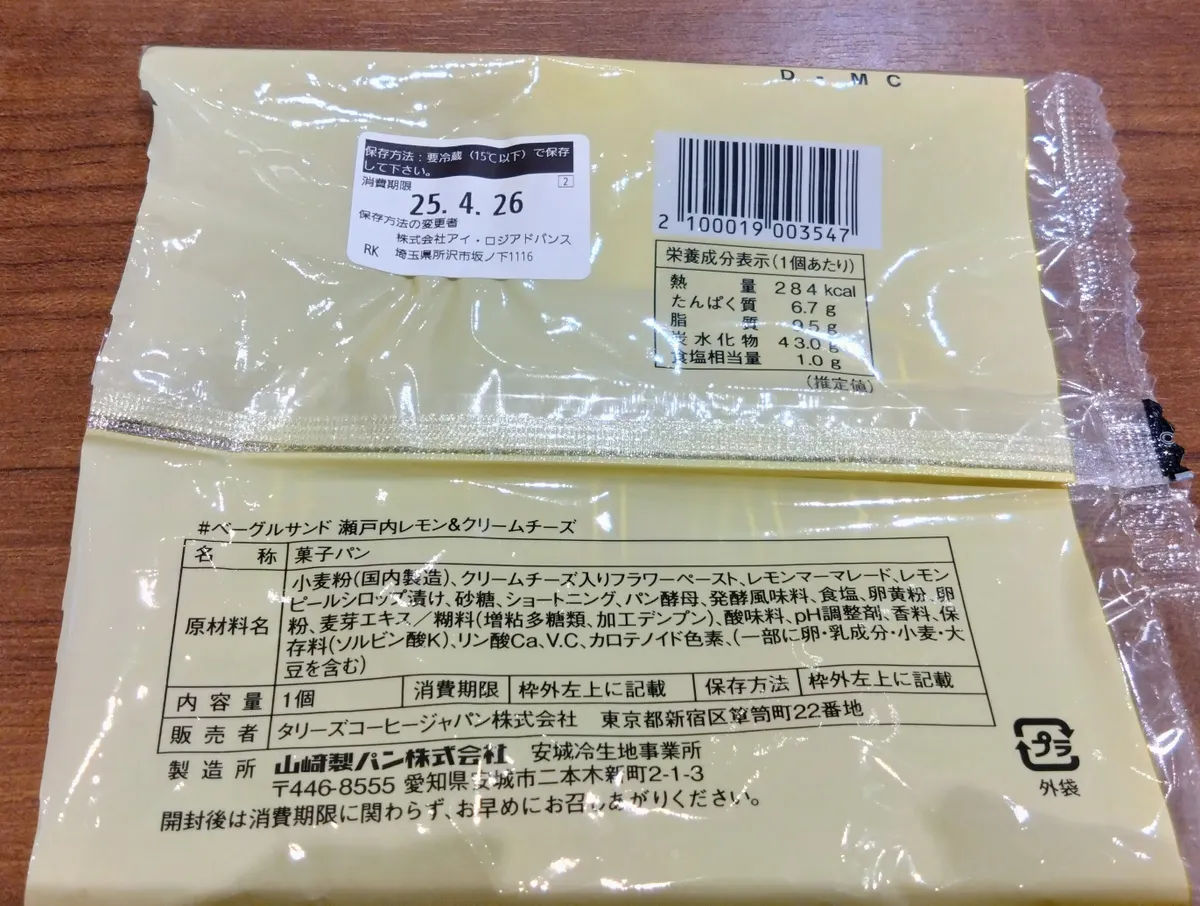 D - M C
保存方法：要冷蔵（15℃以下）で保存
して下さい。
消費期限
2
25. 4. 26
保存方法の変更者
株式会社アイ・ロジアドバンス
RK 埼玉県所沢市坂ノ下1116
2 100019 003547
栄養成分表示（1個あたり）
熱量 284 kcal
たんぱく質 6.7 g
脂質 9.5 g
炭水化物 43.0 g
食塩相当量 1.0 g
（推定値）
#ベーグルサンド 瀬戸内レモン&クリームチーズ
名称 菓子パン
原材料名
小麦粉（国内製造）、クリームチーズ入りフラワーペースト、レモンマーマレード、レモン
ピールシロップ漬け、砂糖、ショートニング、パン酵母、発酵風味料、食塩、卵黄粉、卵
粉、麦芽エキス／糊料（増粘多糖類、加工デンプン）、酸味料、pH調整剤、香料、保
存料（ソルビン酸K）、リン酸Ca、V.C、カロテノイド色素、（一部に卵・乳成分・小麦・大
豆を含む）
内容量 1個 消費期限 枠外左上に記載 保存方法 枠外左上に記載
販売者 タリーズコーヒージャパン株式会社 東京都新宿区箪笥町22番地
製造所 山崎製パン株式会社 安城冷生地事業所
〒446-8555 愛知県安城市二本木新町2-1-3
開封後は消費期限に関わらず、お早めにお召しあがりください。
プラ
外袋